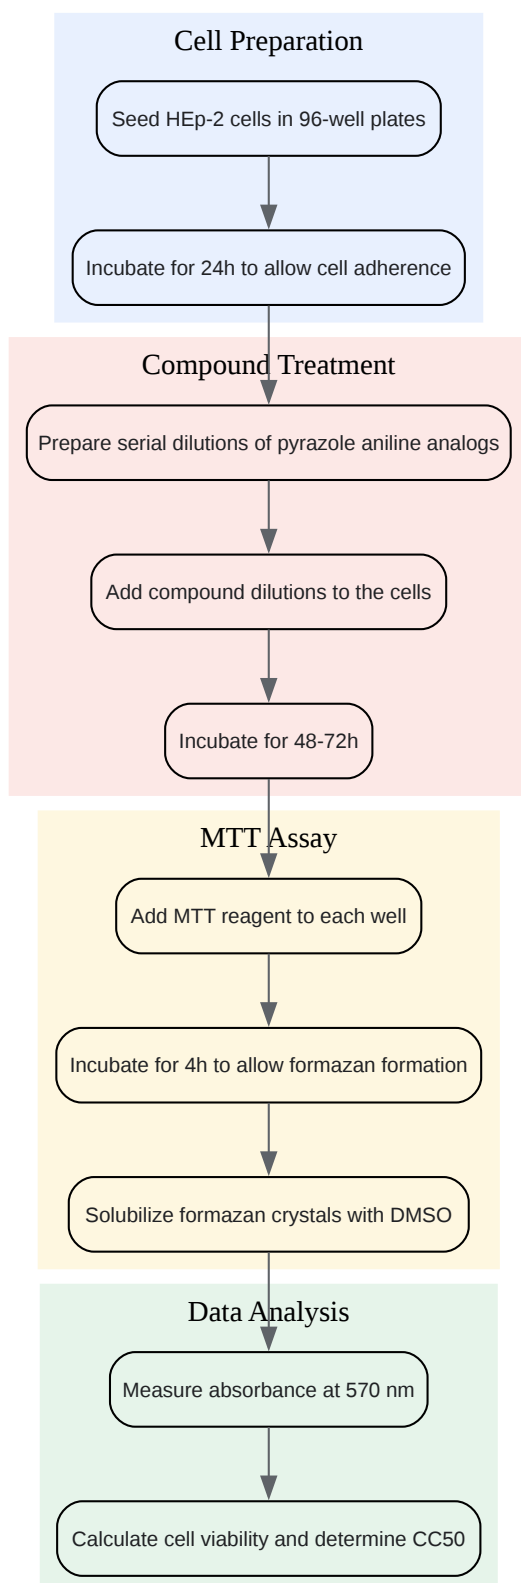 Cell Preparation
Seed HEp-2 cells in 96-well plates
Incubate for 24h to allow cell adherence
Compound Treatment
Prepare serial dilutions of pyrazole aniline analogs
Add compound dilutions to the cells
Incubate for 48-72h
MTT Assay
Add MTT reagent to each well
Incubate for 4h to allow formazan formation
Solubilize formazan crystals with DMSO
Data Analysis
Measure absorbance at 570 nm
Calculate cell viability and determine CC50